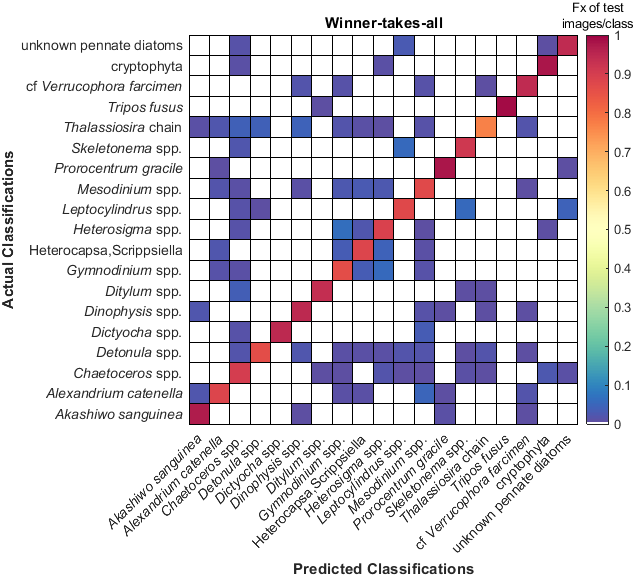 Winner-takes-all
Fx of test
images/class
Actual Classifications
unknown pennate diatoms
cryptophyta
cf Verrucophora farcimen
Tripos fusus
Thalassiosira chain
Skeletonema spp.
Prorocentrum gracile
Mesodinium spp.
Leptocylindrus spp.
Heterosigma spp.
Heterocapsa,Scrippsiella
Gymnodinium spp.
Ditylum spp.
Dinophysis spp.
Dictyocha spp.
Detonula spp.
Chaetoceros spp.
Alexandrium catenella
Akashiwo sanguinea
1
0.9
0.8
0.7
0.6
0.5
0.4
0.3
0.2
0.1
0
Akashiwo sanguinea
Alexandrium catenella
Chaetoceros spp.
Detonula spp.
Dictyocha spp.
Dinophysis spp.
Ditylum spp.
Gymnodinium spp.
Heterocapsa,Scrippsiella
Heterosigma spp.
Leptocylindrus spp.
Mesodinium spp.
Prorocentrum gracile
Skeletonema spp.
Thalassiosira chain
Tripos fusus
cf Verrucophora farcimen
cryptophyta
unknown pennate diatoms
Predicted Classifications